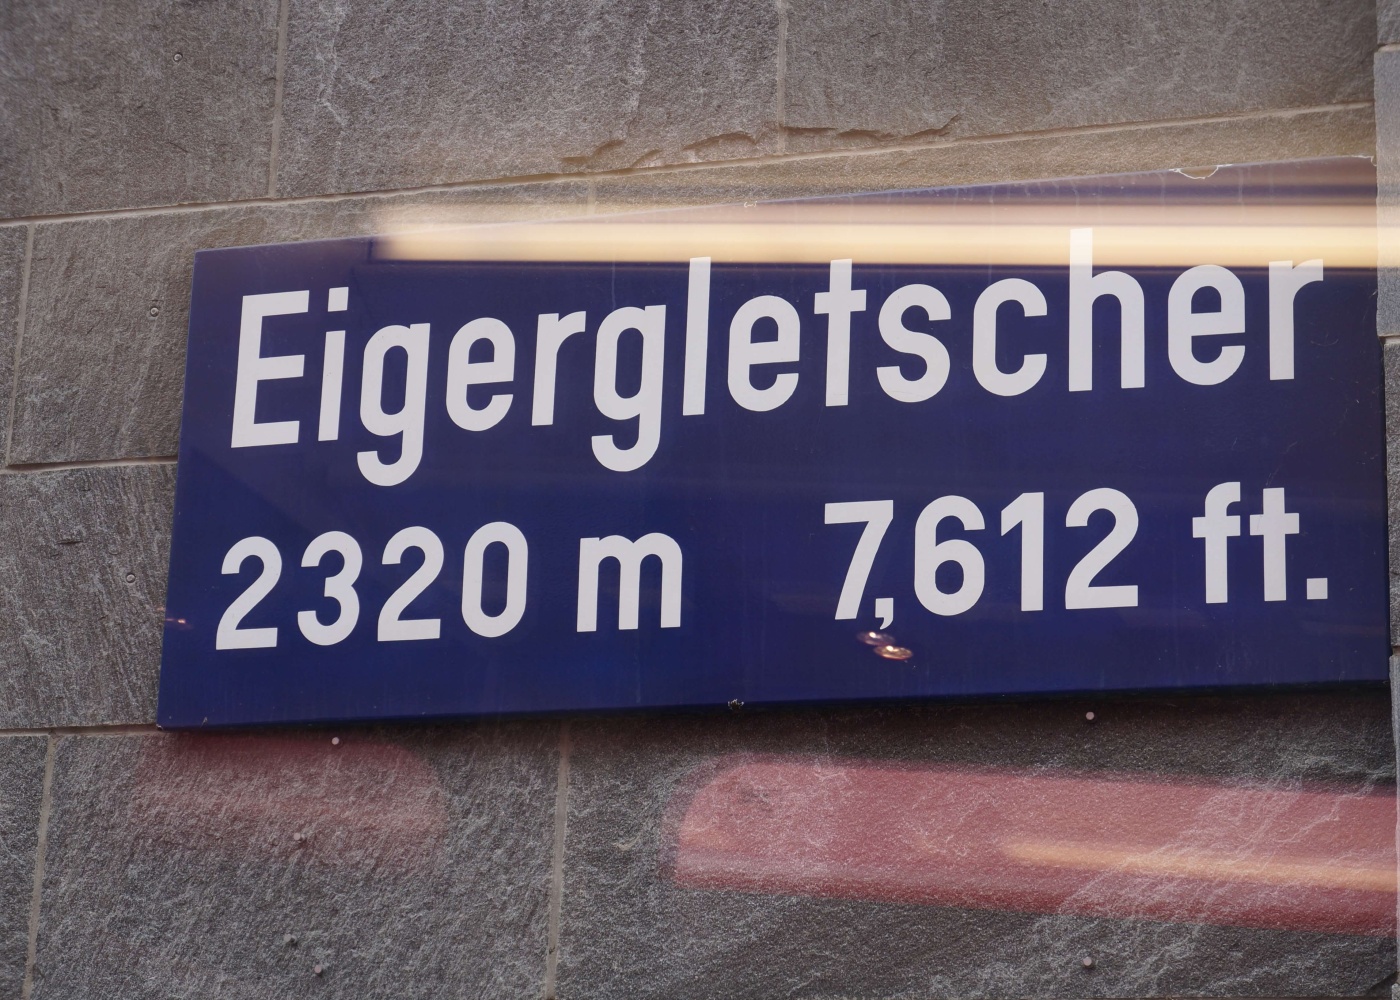 Eigergletscher
2320 m 7,612 ft.